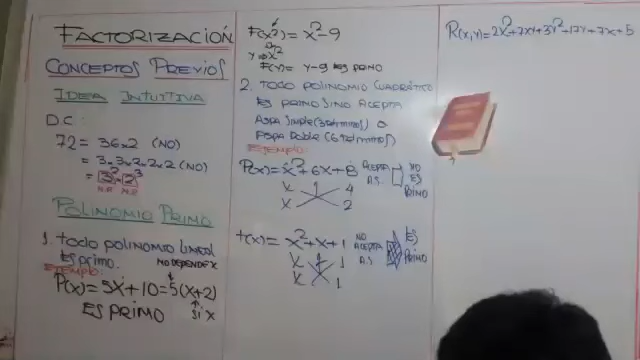 FACTORIZACIÓN
CONCEPTOS PREVIOS
IDEA INTUITIVA
D.C:
72 = 36x2 (NO)
= 3.3.2.2.2 (NO)
= 3².2³
N.P N.P
POLINOMIO PRIMO
1. TODO POLINOMIO LINEAL
ES PRIMO.
NO DEPENDE X
EJEMPLO:
P(x) = 5X+10 = 5(X+2)
ES PRIMO
SI X
F(x²) = x²-9
y = x²
F(y) = y-9 ES PRIMO
2. TODO POLINOMIO CUADRÁTICO
ES PRIMO SI NO ACEPTA
ASPA SIMPLE (3 TÉRMINOS) O
ASPA DOBLE (6 TÉRMINOS)
EJEMPLO:
P(x) = x²+6x+8 ACEPTA A.S. NO ES PRIMO
X 4
X 2
f(x) = x²+x+1 NO ACEPTA A.S. ES PRIMO
X 1
X 1
R(x,y) = 2x²+7xy+3y²+17y+7x+5